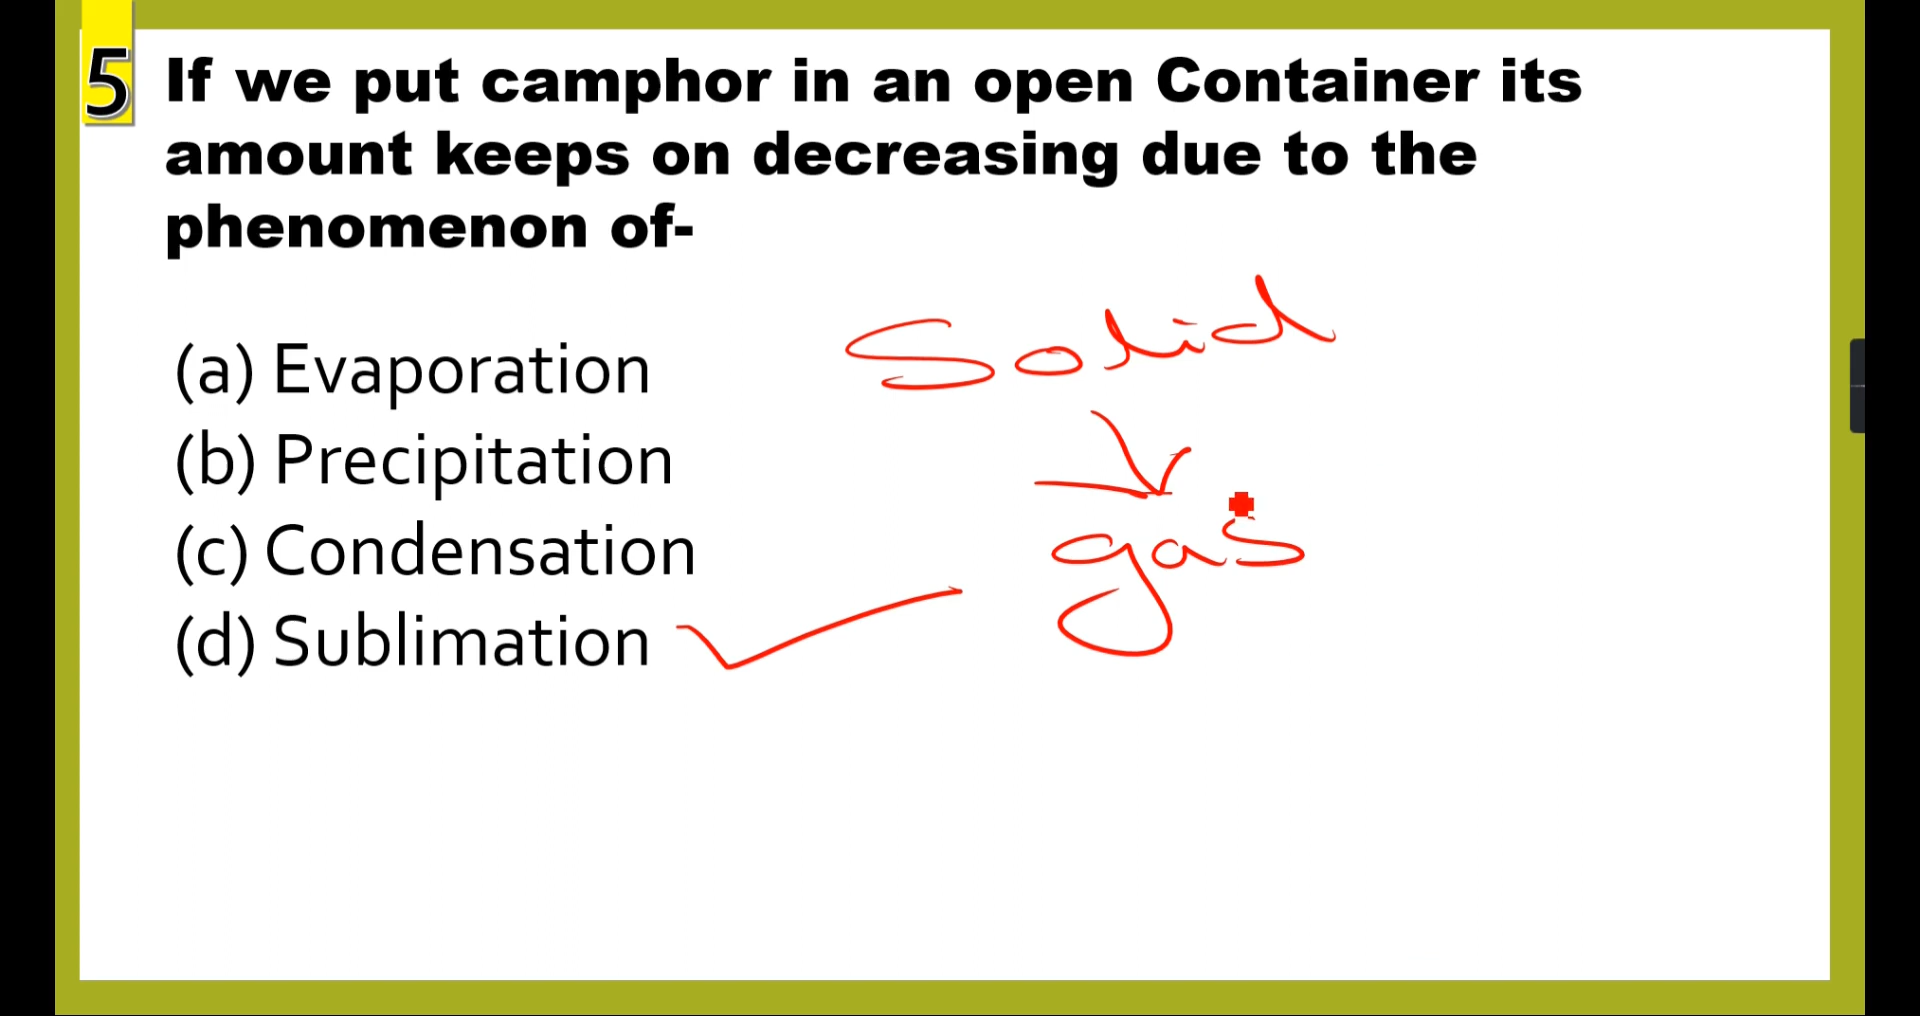 5 If we put camphor in an open Container its
amount keeps on decreasing due to the
phenomenon of-
(a) Evaporation
(b) Precipitation
(c) Condensation
(d) Sublimation
Solid
gas